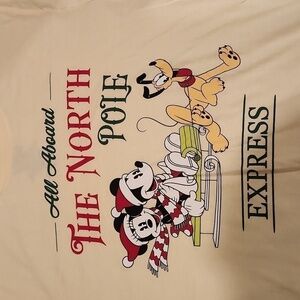 All Aboard
THE NORTH
POLE
EXPRESS